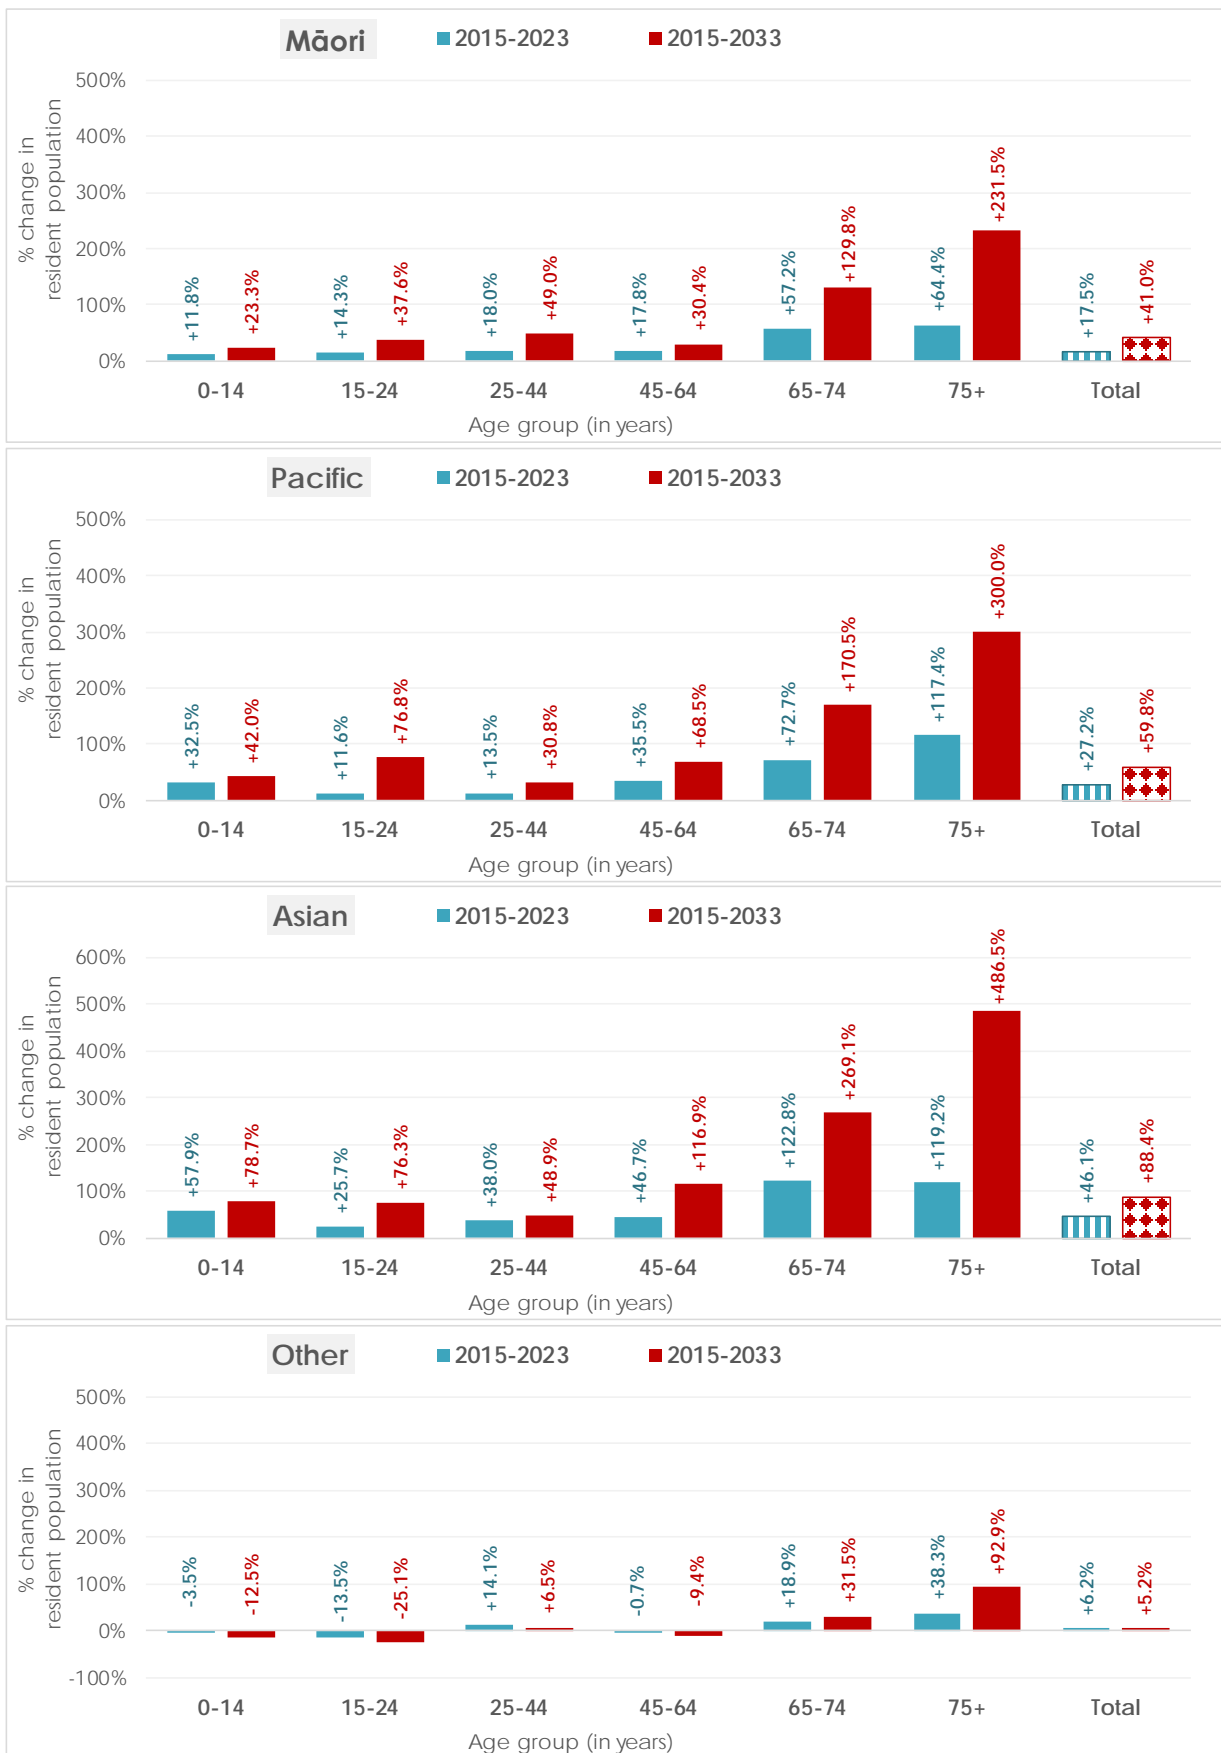 Māori 2015-2023 2015-2033
% change in
resident population
500%
400%
300%
200%
100%
0%
+11.8% +23.3% +14.3% +37.6% +18.0% +49.0% +17.8% +30.4% +57.2% +129.8% +64.4% +231.5% +17.5% +41.0%
0-14 15-24 25-44 45-64 65-74 75+ Total
Age group (in years)
Pacific 2015-2023 2015-2033
% change in
resident population
500%
400%
300%
200%
100%
0%
+32.5% +42.0% +11.6% +76.8% +13.5% +30.8% +35.5% +68.5% +72.7% +170.5% +117.4% +300.0% +27.2% +59.8%
0-14 15-24 25-44 45-64 65-74 75+ Total
Age group (in years)
Asian 2015-2023 2015-2033
% change in
resident population
600%
500%
400%
300%
200%
100%
0%
+57.9% +78.7% +25.7% +76.3% +38.0% +48.9% +46.7% +116.9% +122.8% +269.1% +119.2% +486.5% +46.1% +88.4%
0-14 15-24 25-44 45-64 65-74 75+ Total
Age group (in years)
Other 2015-2023 2015-2033
% change in
resident population
500%
400%
300%
200%
100%
0%
-100%
-3.5% -12.5% -13.5% -25.1% +14.1% +6.5% -0.7% -9.4% +18.9% +31.5% +38.3% +92.9% +6.2% +5.2%
0-14 15-24 25-44 45-64 65-74 75+ Total
Age group (in years)